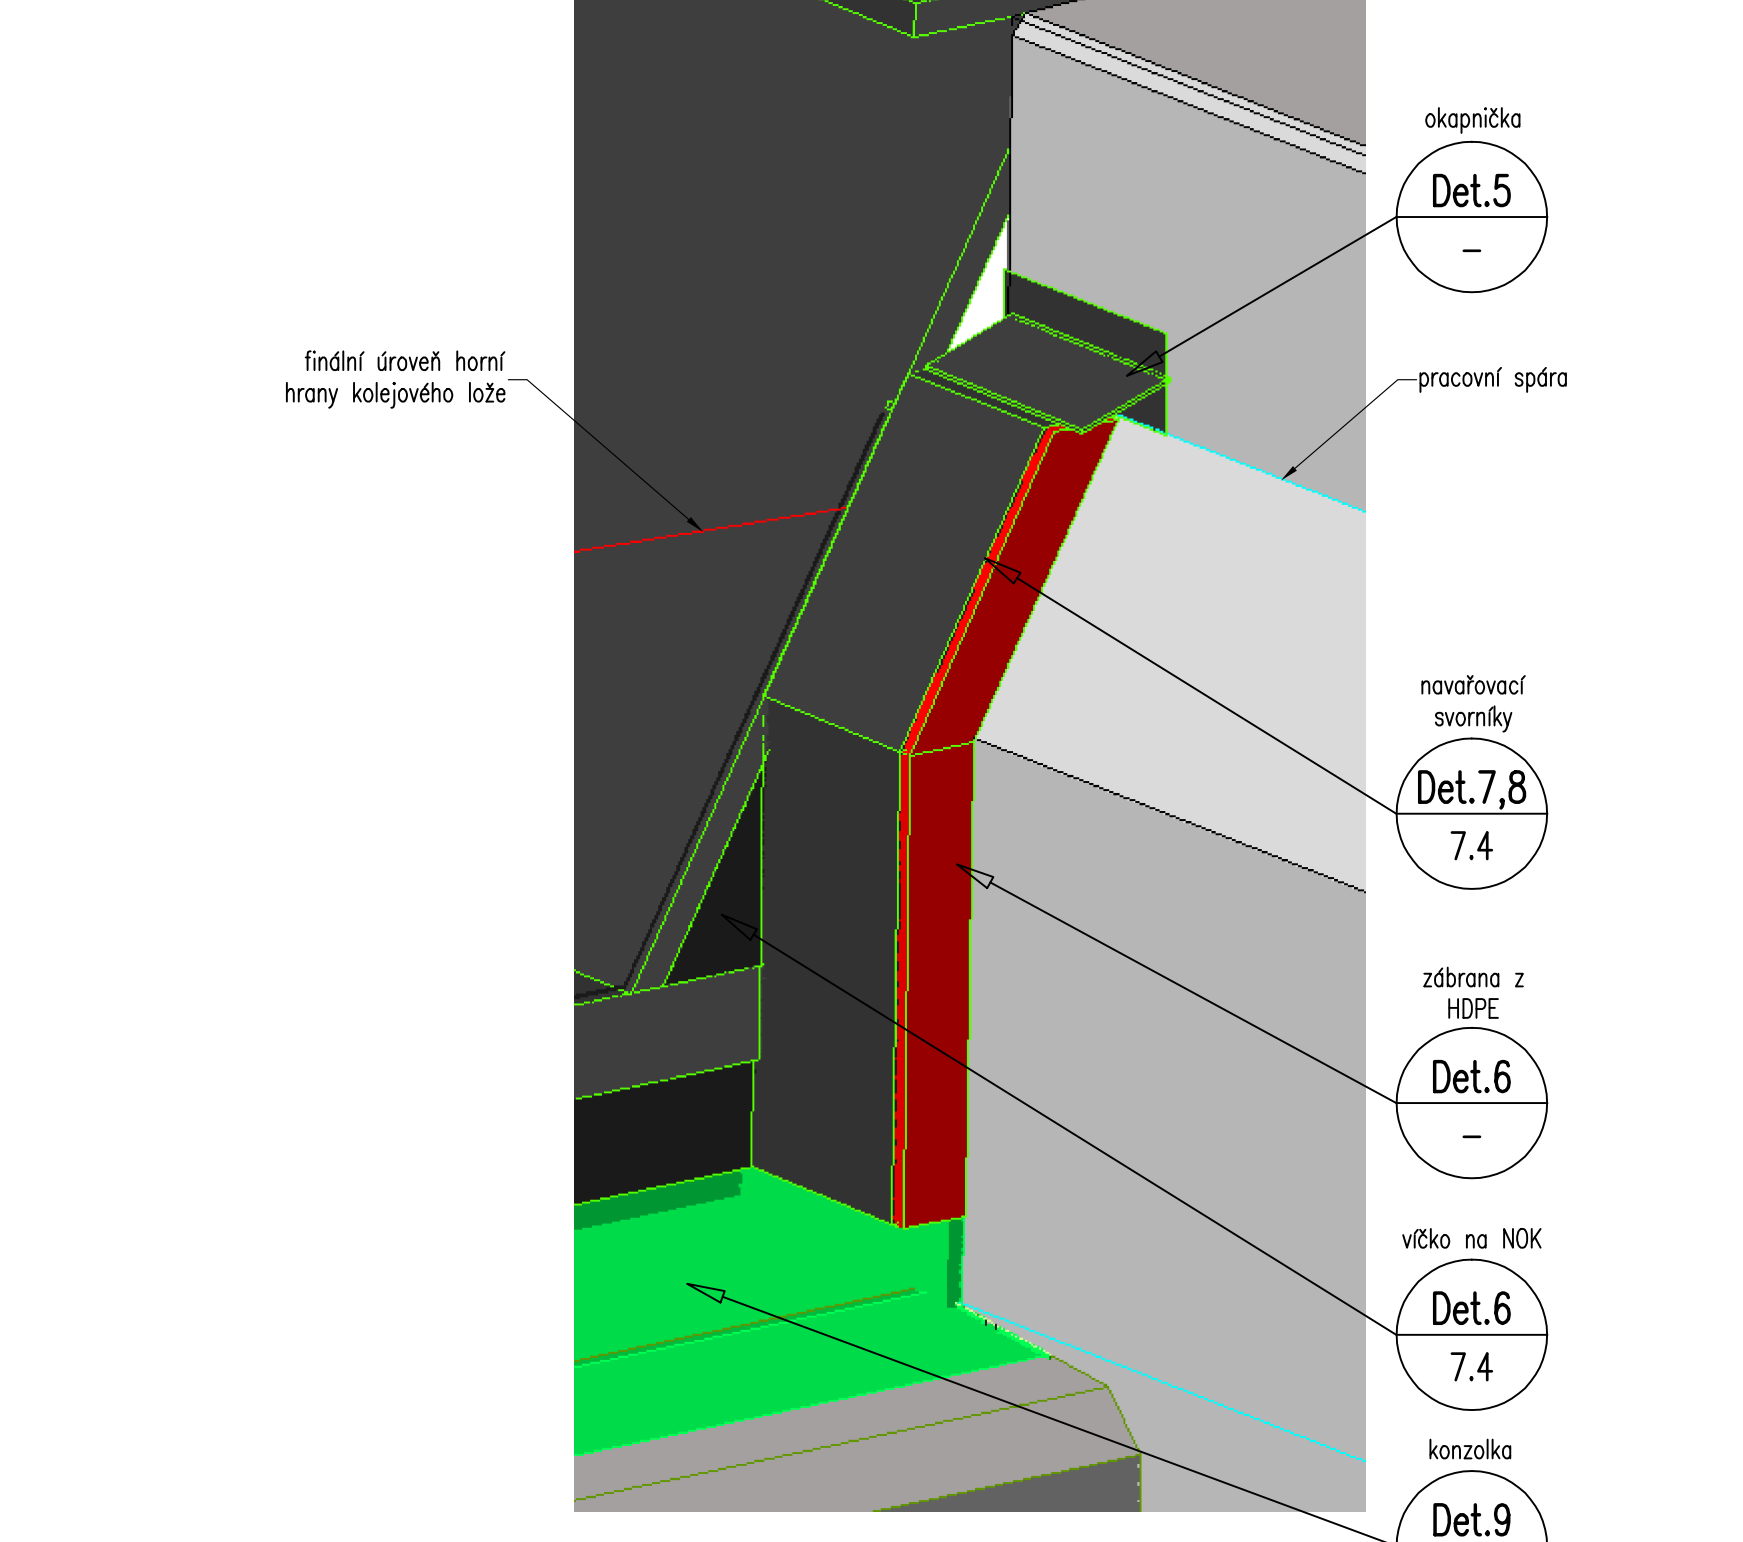 okapnička
Det.5
–
finální úroveň horní
hrany kolejového lože
pracovní spára
navařovací
svorníky
Det.7,8
7.4
zábrana z
HDPE
Det.6
–
víčko na NOK
Det.6
7.4
konzolka
Det.9